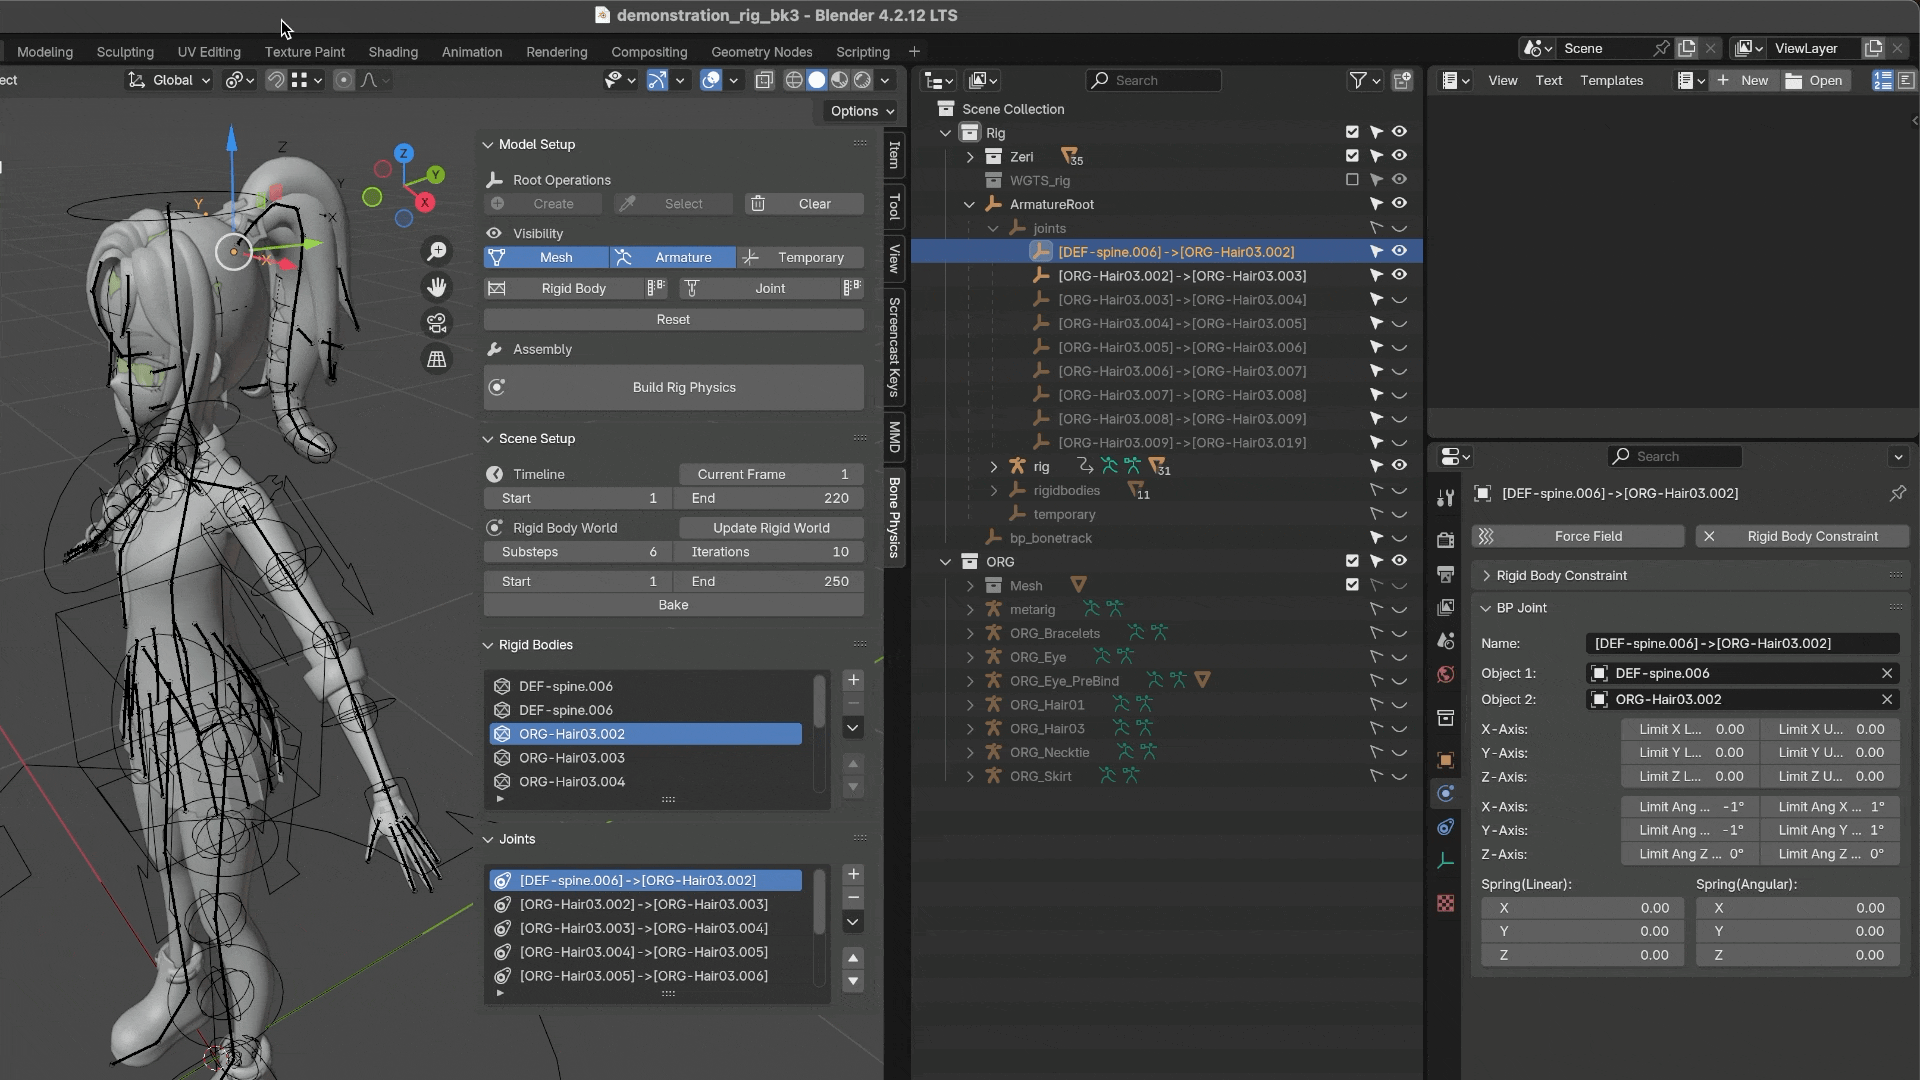 demonstration_rig_bk3 - Blender 4.2.12 LTS
Modeling Sculpting UV Editing Texture Paint Shading Animation Rendering Compositing Geometry Nodes Scripting
Scene
ViewLayer
ect
Global
Options
Search
View Text Templates New Open
Model Setup
Root Operations
Create Select Clear
Visibility
Mesh Armature Temporary
Rigid Body Joint
Reset
Assembly
Build Rig Physics
Scene Setup
Timeline Current Frame 1
Start 1 End 220
Rigid Body World Update Rigid World
Substeps 6 Iterations 10
Start 1 End 250
Bake
Rigid Bodies
DEF-spine.006
DEF-spine.006
ORG-Hair03.002
ORG-Hair03.003
ORG-Hair03.004
Joints
[DEF-spine.006]->[ORG-Hair03.002]
[ORG-Hair03.002]->[ORG-Hair03.003]
[ORG-Hair03.003]->[ORG-Hair03.004]
[ORG-Hair03.004]->[ORG-Hair03.005]
[ORG-Hair03.005]->[ORG-Hair03.006]
Z
Y
X
Z
Y
X
Y
X
Item
Tool
View
Screencast Keys
MMD
Bone Physics
Scene Collection
Rig
Zeri 35
WGTS_rig
ArmatureRoot
joints
[DEF-spine.006]->[ORG-Hair03.002]
[ORG-Hair03.002]->[ORG-Hair03.003]
[ORG-Hair03.003]->[ORG-Hair03.004]
[ORG-Hair03.004]->[ORG-Hair03.005]
[ORG-Hair03.005]->[ORG-Hair03.006]
[ORG-Hair03.006]->[ORG-Hair03.007]
[ORG-Hair03.007]->[ORG-Hair03.008]
[ORG-Hair03.008]->[ORG-Hair03.009]
[ORG-Hair03.009]->[ORG-Hair03.019]
rig 31
rigidbodies 11
temporary
bp_bonetrack
ORG
Mesh
metarig
ORG_Bracelets
ORG_Eye
ORG_Eye_PreBind
ORG_Hair01
ORG_Hair03
ORG_Necktie
ORG_Skirt
Search
[DEF-spine.006]->[ORG-Hair03.002]
Force Field Rigid Body Constraint
Rigid Body Constraint
BP Joint
Name: [DEF-spine.006]->[ORG-Hair03.002]
Object 1: DEF-spine.006
Object 2: ORG-Hair03.002
X-Axis: Limit X L... 0.00 Limit X U... 0.00
Y-Axis: Limit Y L... 0.00 Limit Y U... 0.00
Z-Axis: Limit Z L... 0.00 Limit Z U... 0.00
X-Axis: Limit Ang ... -1° Limit Ang X ... 1°
Y-Axis: Limit Ang ... -1° Limit Ang Y ... 1°
Z-Axis: Limit Ang Z ... 0° Limit Ang Z ... 0°
Spring(Linear): Spring(Angular):
X 0.00 X 0.00
Y 0.00 Y 0.00
Z 0.00 Z 0.00